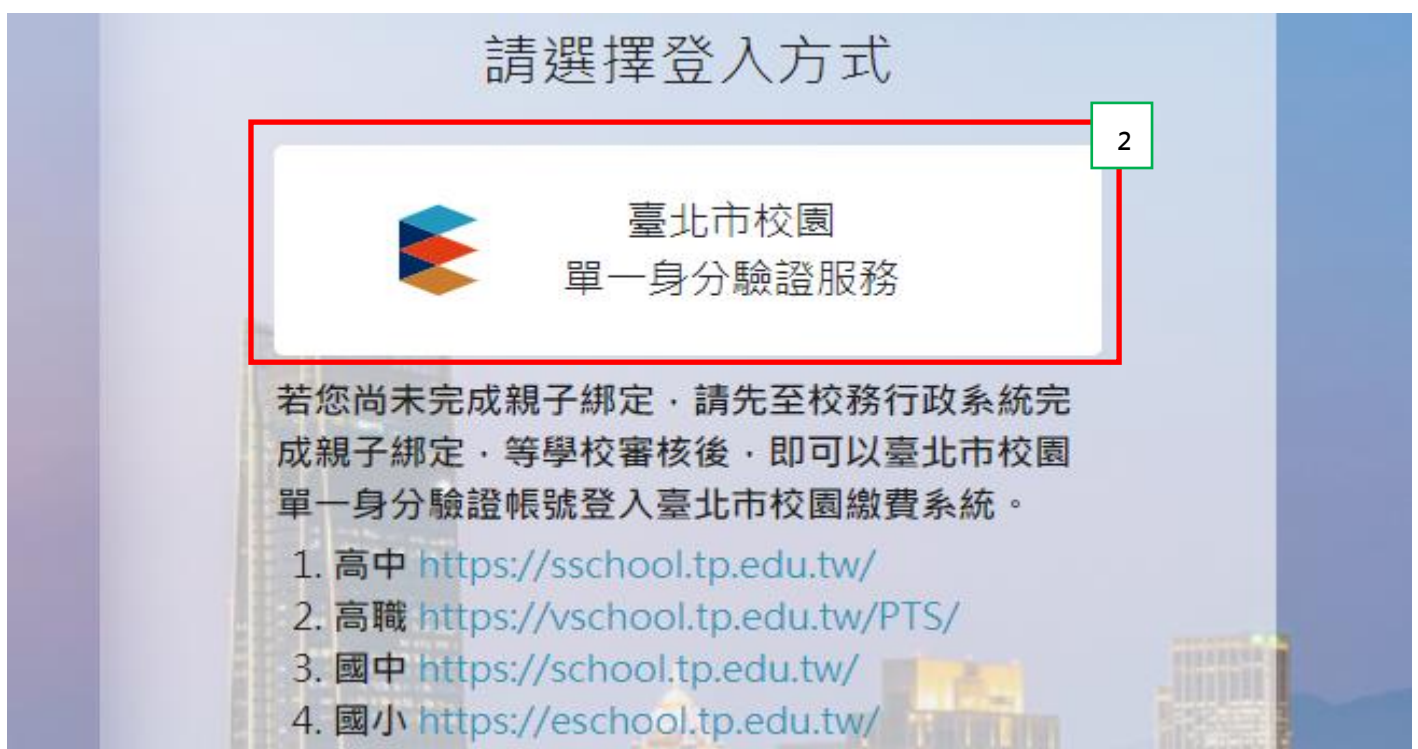 請選擇登入方式
2
臺北市校園
單一身分驗證服務
若您尚未完成親子綁定，請先至校務行政系統完
成親子綁定，等學校審核後，即可以臺北市校園
單一身分驗證帳號登入臺北市校園繳費系統。
1. 高中 https://sschool.tp.edu.tw/
2. 高職 https://vschool.tp.edu.tw/PTS/
3. 國中 https://school.tp.edu.tw/
4. 國小 https://eschool.tp.edu.tw/